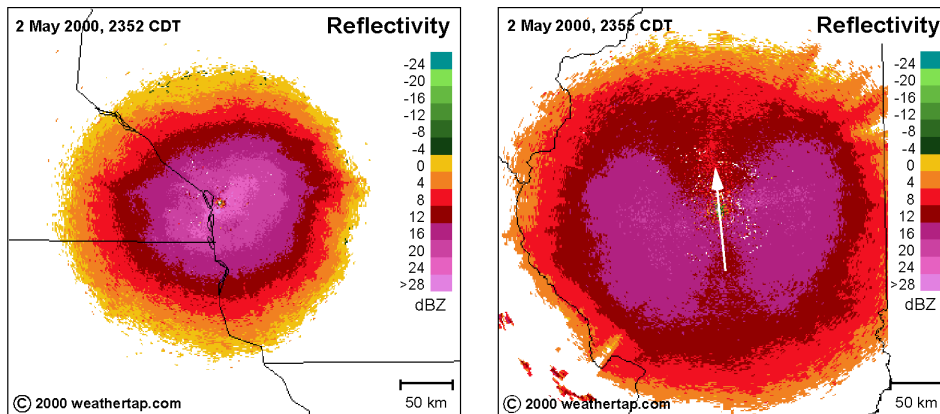 2 May 2000, 2352 CDT
Reflectivity
-24
-20
-16
-12
-8
-4
0
4
8
12
16
20
24
>28
dBZ
50 km
© 2000 weathertap.com
2 May 2000, 2355 CDT
Reflectivity
-24
-20
-16
-12
-8
-4
0
4
8
12
16
20
24
>28
dBZ
50 km
© 2000 weathertap.com